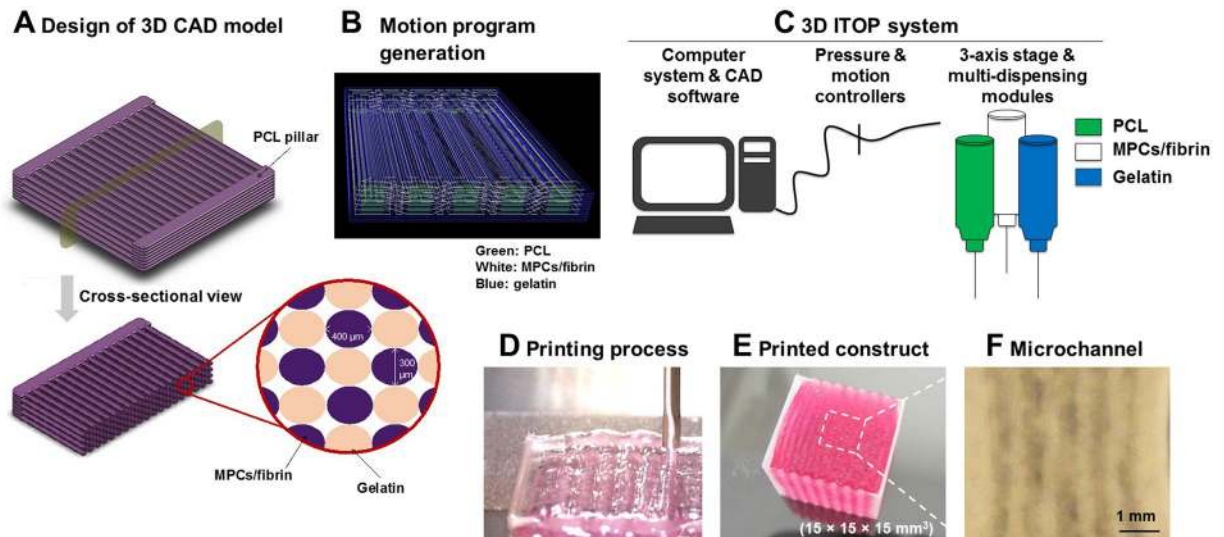 A Design of 3D CAD model
PCL pillar
Cross-sectional view
400 µm
300
µm
MPCs/fibrin
Gelatin
B Motion program
generation
Green: PCL
White: MPCs/fibrin
Blue: gelatin
C 3D ITOP system
Computer
system & CAD
software
Pressure &
motion
controllers
3-axis stage &
multi-dispensing
modules
PCL
MPCs/fibrin
Gelatin
D Printing process
E Printed construct
(15 × 15 × 15 mm³)
F Microchannel
1 mm